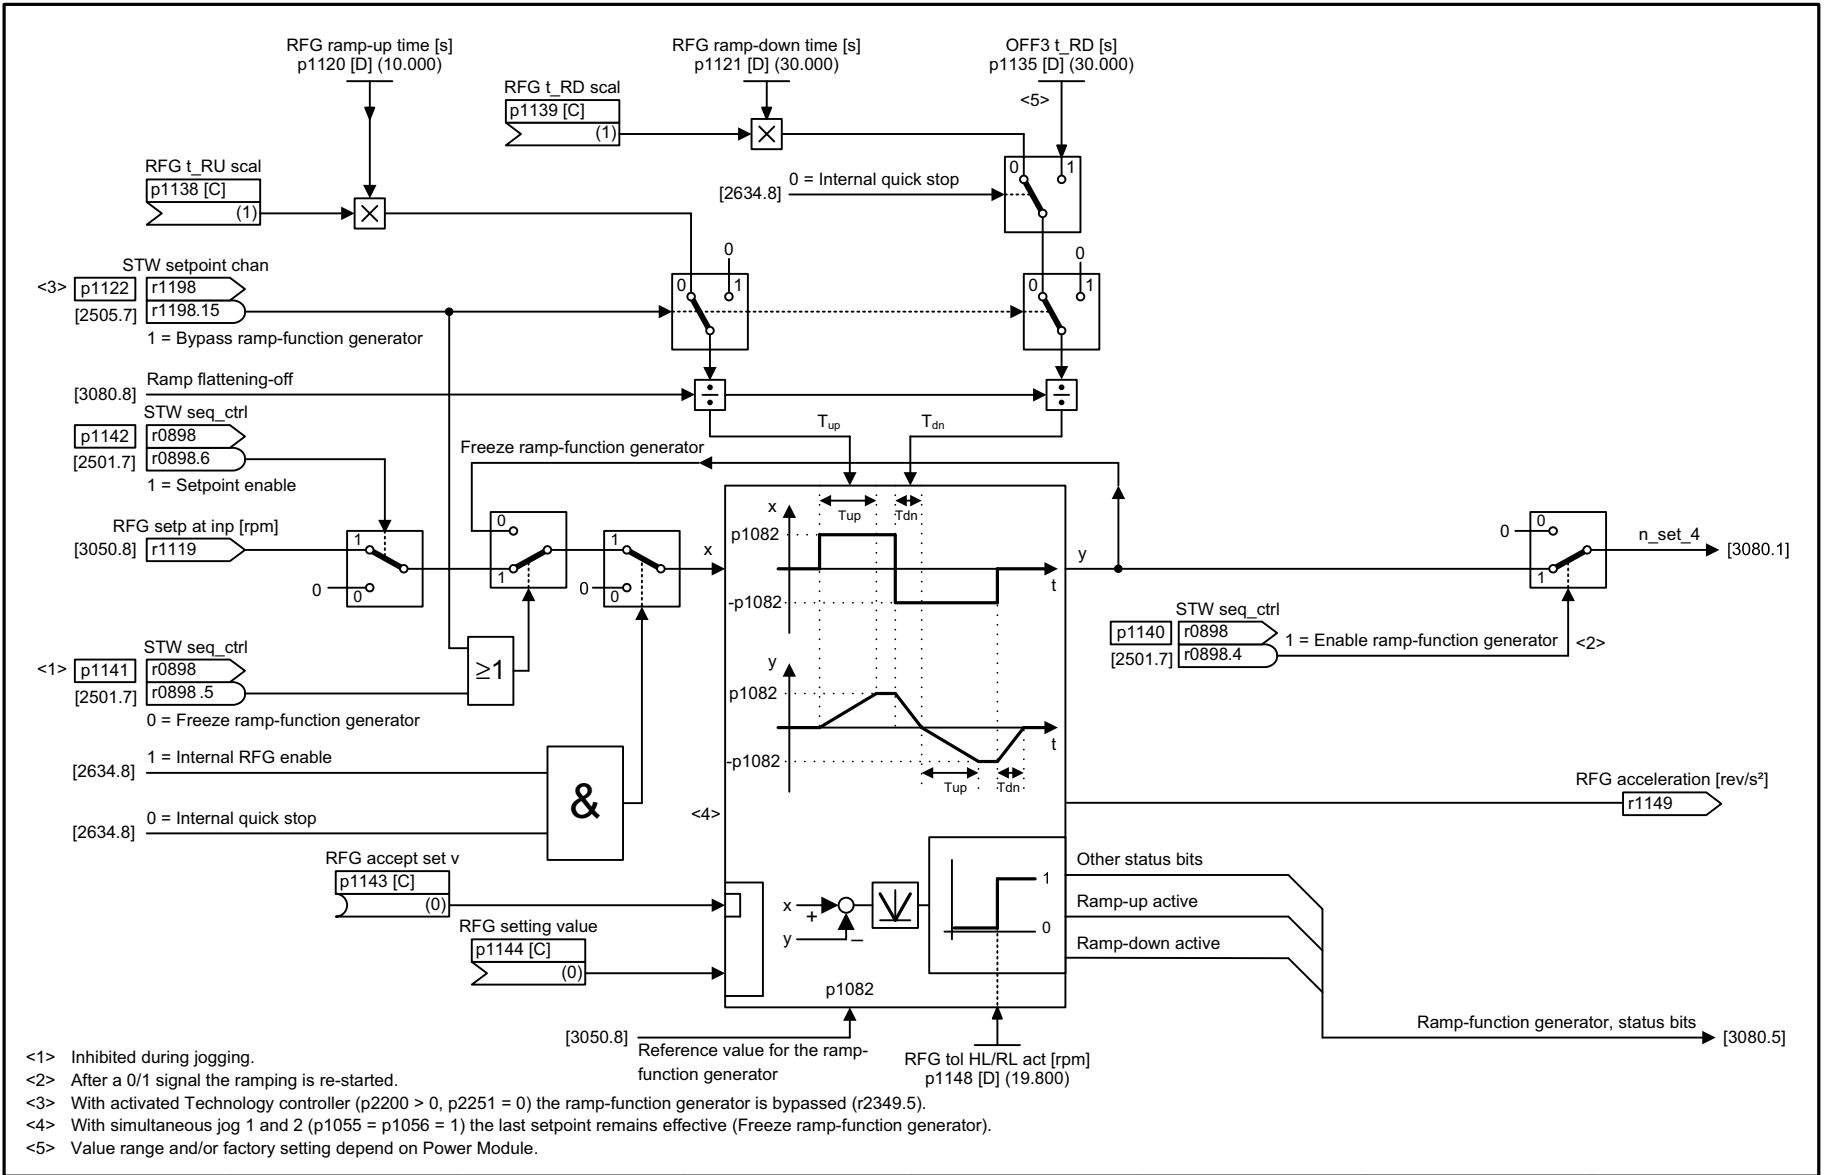 RFG ramp-up time [s]
p1120 [D] (10.000)
RFG ramp-down time [s]
p1121 [D] (30.000)
OFF3 t_RD [s]
p1135 [D] (30.000)
<5>
RFG t_RD scal
p1139 [C]
(1)
RFG t_RU scal
p1138 [C]
(1)
[2634.8]
0 = Internal quick stop
0
1
STW setpoint chan
<3>
p1122
r1198
[2505.7]
r1198.15
1 = Bypass ramp-function generator
0
0
1
0
0
1
[3080.8]
Ramp flattening-off
÷
÷
STW seq_ctrl
p1142
r0898
[2501.7]
r0898.6
1 = Setpoint enable
Tup
Tdn
Freeze ramp-function generator
RFG setp at inp [rpm]
[3050.8]
r1119
1
0
0
0
1
1
0
0
x
x
Tup
Tdn
p1082
-p1082
t
y
0
0
1
n_set_4
[3080.1]
STW seq_ctrl
p1140
r0898
[2501.7]
r0898.4
1 = Enable ramp-function generator
<2>
STW seq_ctrl
<1>
p1141
r0898
[2501.7]
r0898 .5
0 = Freeze ramp-function generator
≥1
y
p1082
-p1082
t
Tup
Tdn
[2634.8]
1 = Internal RFG enable
[2634.8]
0 = Internal quick stop
&
<4>
RFG acceleration [rev/s²]
r1149
RFG accept set v
p1143 [C]
(0)
RFG setting value
p1144 [C]
(0)
x
+
y
−
1
0
Other status bits
Ramp-up active
Ramp-down active
p1082
[3050.8]
Reference value for the ramp-
function generator
RFG tol HL/RL act [rpm]
p1148 [D] (19.800)
Ramp-function generator, status bits
[3080.5]
<1> Inhibited during jogging.
<2> After a 0/1 signal the ramping is re-started.
<3> With activated Technology controller (p2200 > 0, p2251 = 0) the ramp-function generator is bypassed (r2349.5).
<4> With simultaneous jog 1 and 2 (p1055 = p1056 = 1) the last setpoint remains effective (Freeze ramp-function generator).
<5> Value range and/or factory setting depend on Power Module.